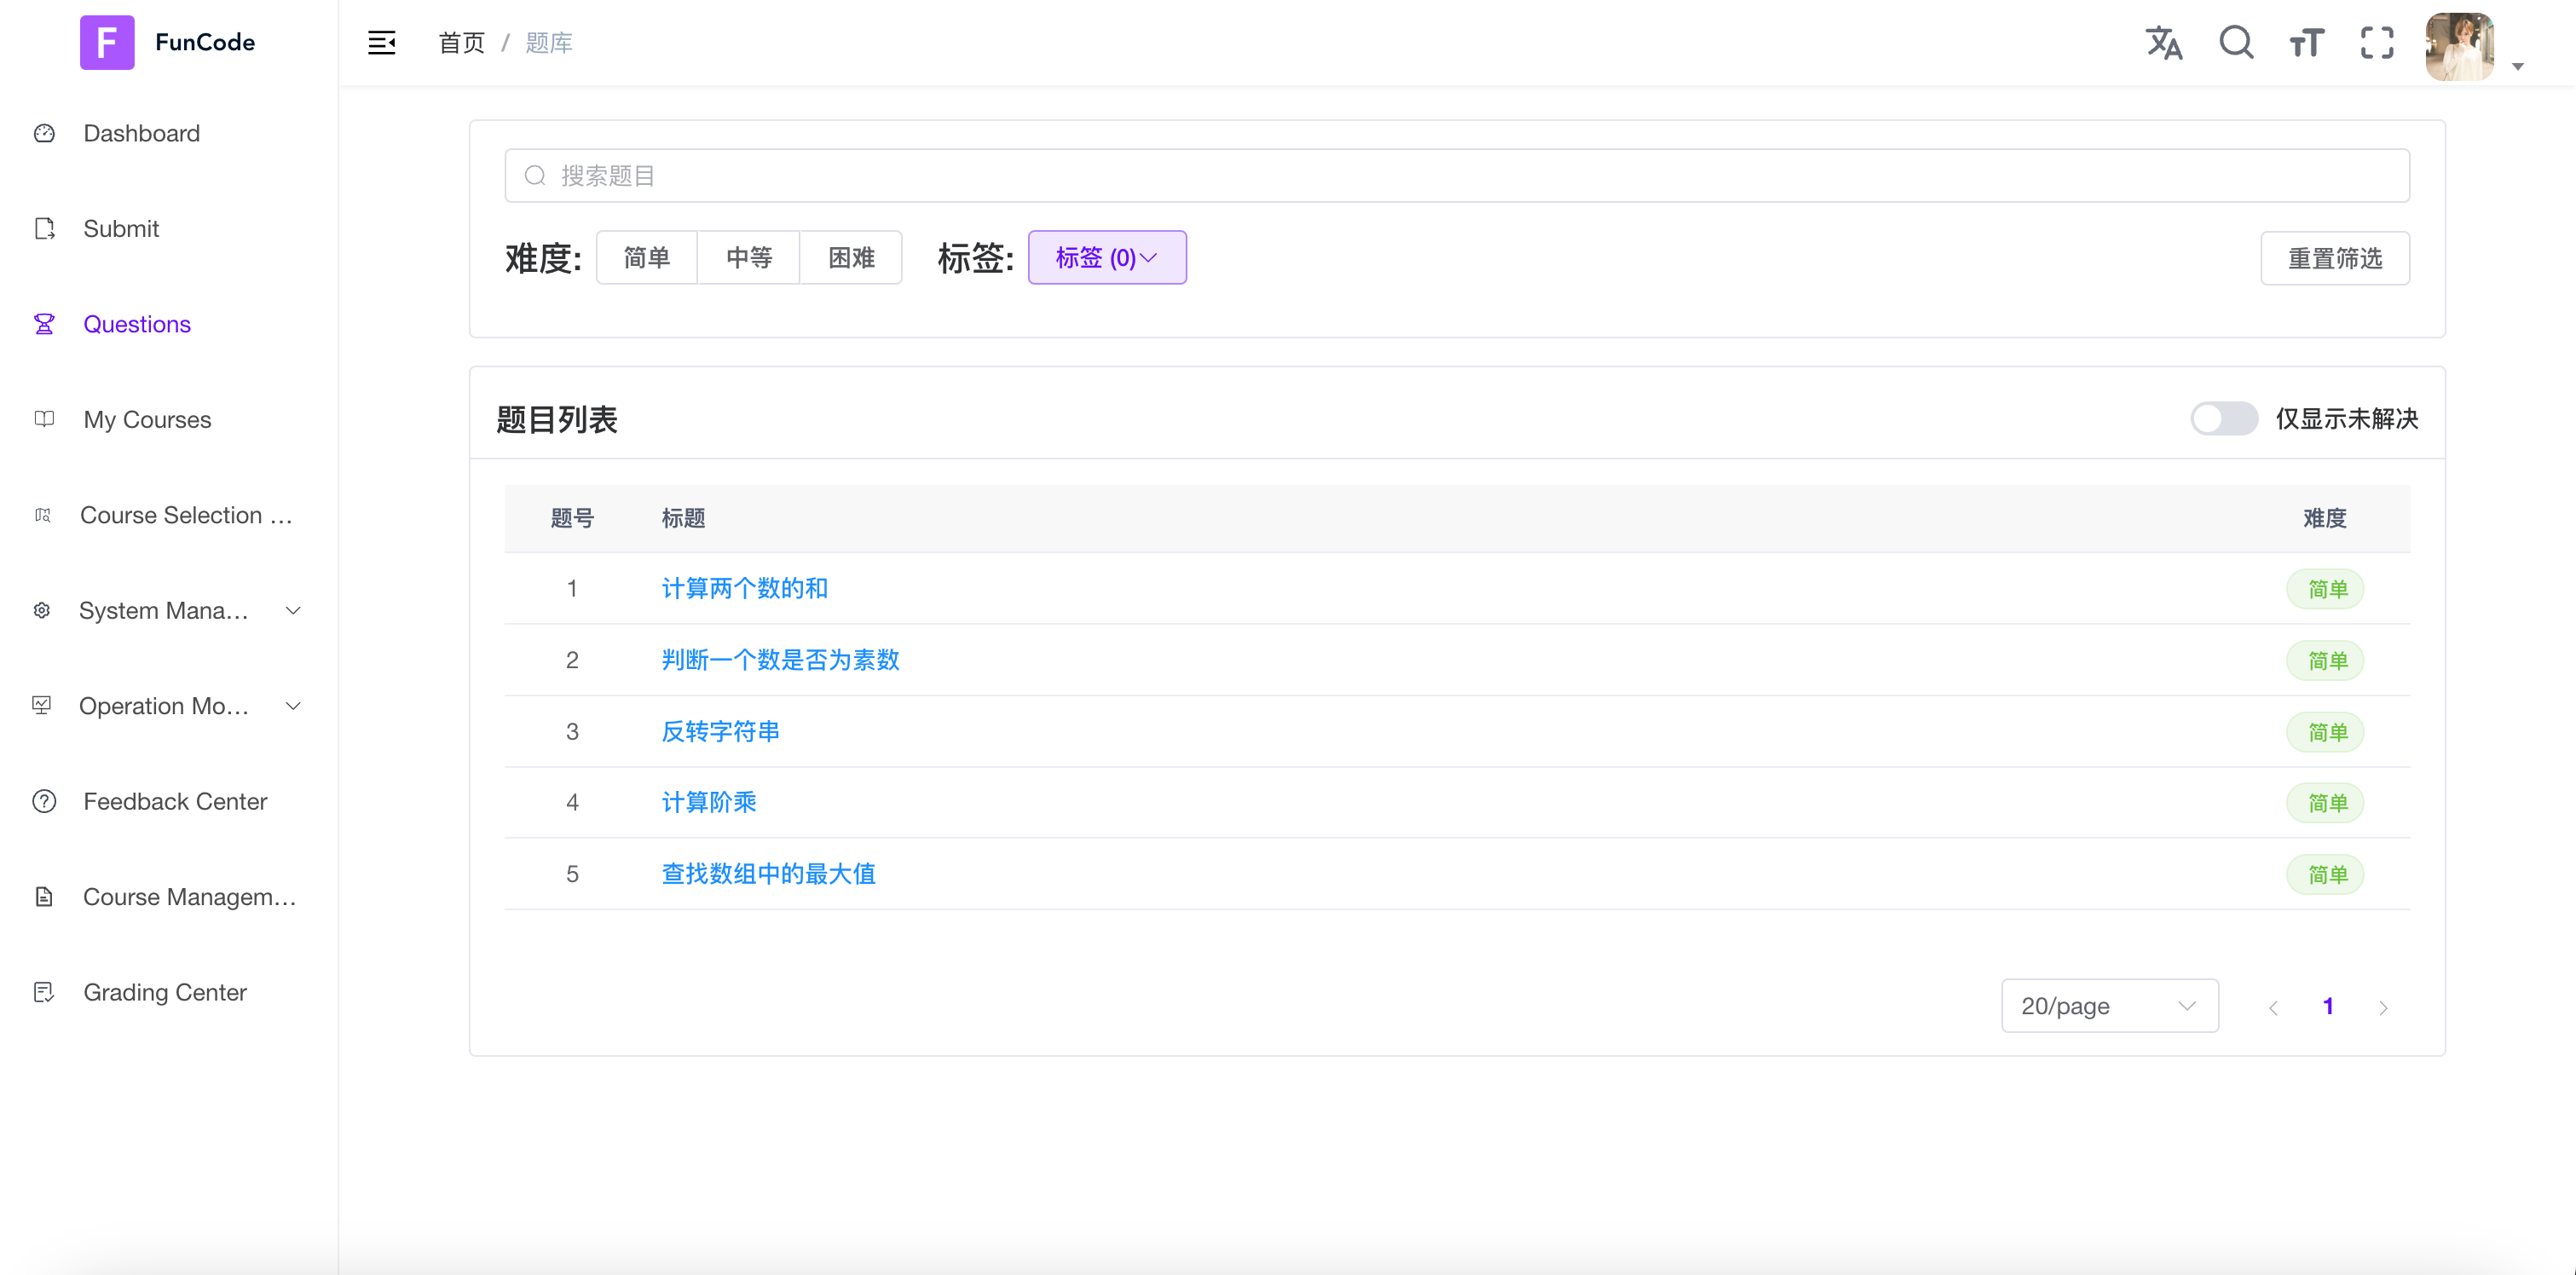 F FunCode
首页 / 题库
Dashboard
Submit
Questions
My Courses
Course Selection ...
System Mana...
Operation Mo...
Feedback Center
Course Managem...
Grading Center
搜索题目
难度: 简单 中等 困难 标签: 标签 (0) 重置筛选
题目列表 仅显示未解决
题号 标题 难度
1 计算两个数的和 简单
2 判断一个数是否为素数 简单
3 反转字符串 简单
4 计算阶乘 简单
5 查找数组中的最大值 简单
20/page 1